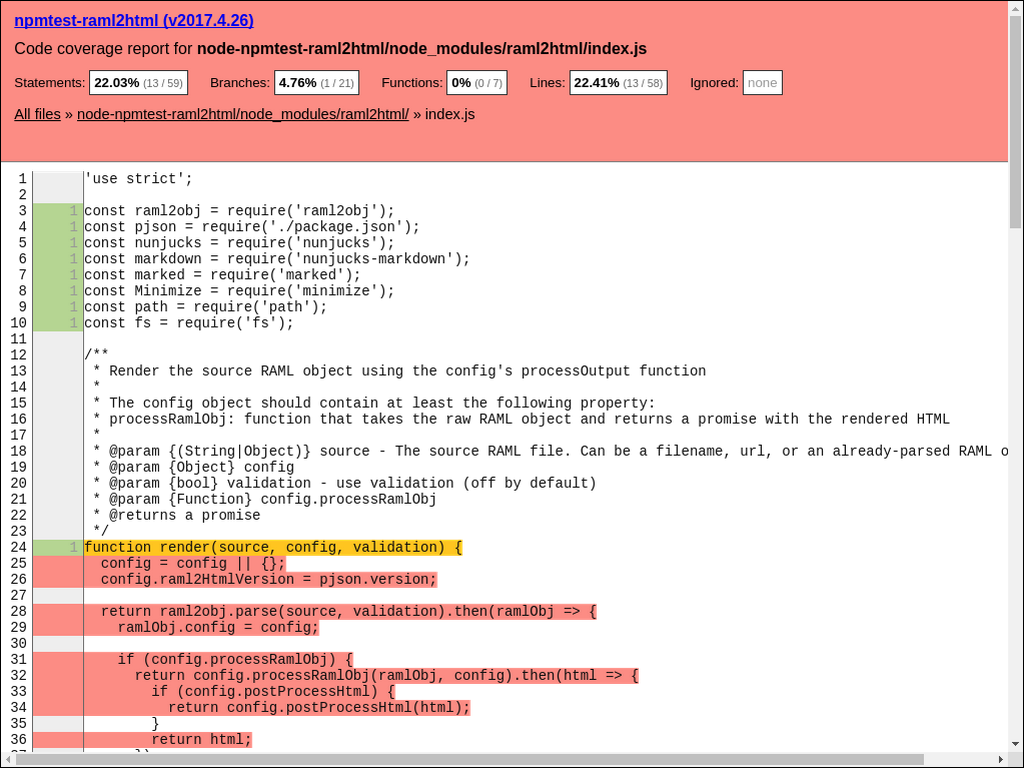 npmtest-raml2html (v2017.4.26)
Code coverage report for node-npmtest-raml2html/node_modules/raml2html/index.js
Statements: 22.03% (13 / 59) Branches: 4.76% (1 / 21) Functions: 0% (0 / 7) Lines: 22.41% (13 / 58) Ignored: none
All files » node-npmtest-raml2html/node_modules/raml2html/ » index.js
1 'use strict';
2
3 1 const raml2obj = require('raml2obj');
4 1 const pjson = require('./package.json');
5 1 const nunjucks = require('nunjucks');
6 1 const markdown = require('nunjucks-markdown');
7 1 const marked = require('marked');
8 1 const Minimize = require('minimize');
9 1 const path = require('path');
10 1 const fs = require('fs');
11
12 /**
13 * Render the source RAML object using the config's processOutput function
14 *
15 * The config object should contain at least the following property:
16 * processRamlObj: function that takes the raw RAML object and returns a promise with the rendered HTML
17 *
18 * @param {(String|Object)} source - The source RAML file. Can be a filename, url, or an already-parsed RAML o
19 * @param {Object} config
20 * @param {bool} validation - use validation (off by default)
21 * @param {Function} config.processRamlObj
22 * @returns a promise
23 */
24 1 function render(source, config, validation) {
25 config = config || {};
26 config.raml2HtmlVersion = pjson.version;
27
28 return raml2obj.parse(source, validation).then(ramlObj => {
29 ramlObj.config = config;
30
31 if (config.processRamlObj) {
32 return config.processRamlObj(ramlObj, config).then(html => {
33 if (config.postProcessHtml) {
34 return config.postProcessHtml(html);
35 }
36 return html;